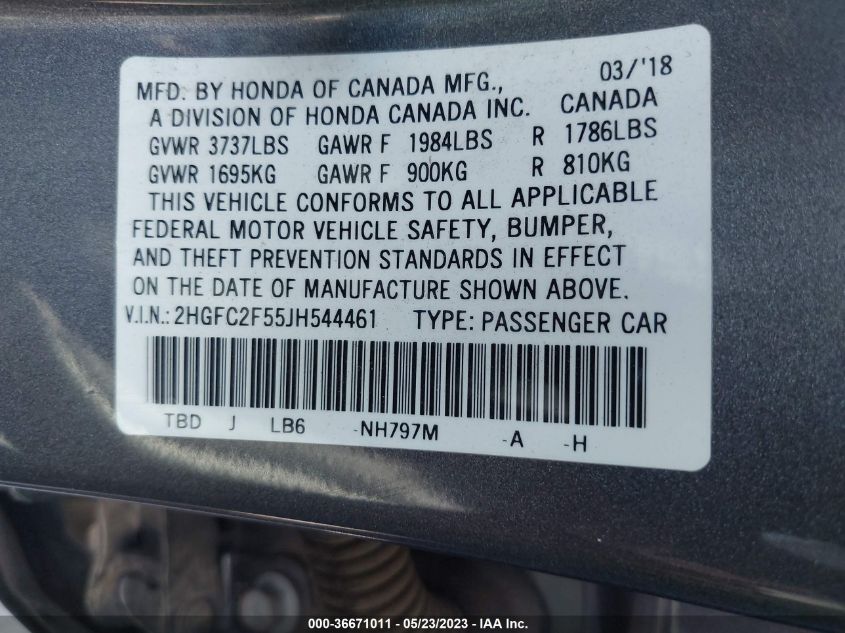 03/'18
MFD. BY HONDA OF CANADA MFG.,
A DIVISION OF HONDA CANADA INC. CANADA
GVWR 3737LBS GAWR F 1984LBS R 1786LBS
GVWR 1695KG GAWR F 900KG R 810KG
THIS VEHICLE CONFORMS TO ALL APPLICABLE
FEDERAL MOTOR VEHICLE SAFETY, BUMPER,
AND THEFT PREVENTION STANDARDS IN EFFECT
ON THE DATE OF MANUFACTURE SHOWN ABOVE.
V.I.N.: 2HGFC2F55JH544461 TYPE: PASSENGER CAR
TBD J LB6 -NH797M -A -H
000-36671011 — 05/23/2023 — IAA Inc.